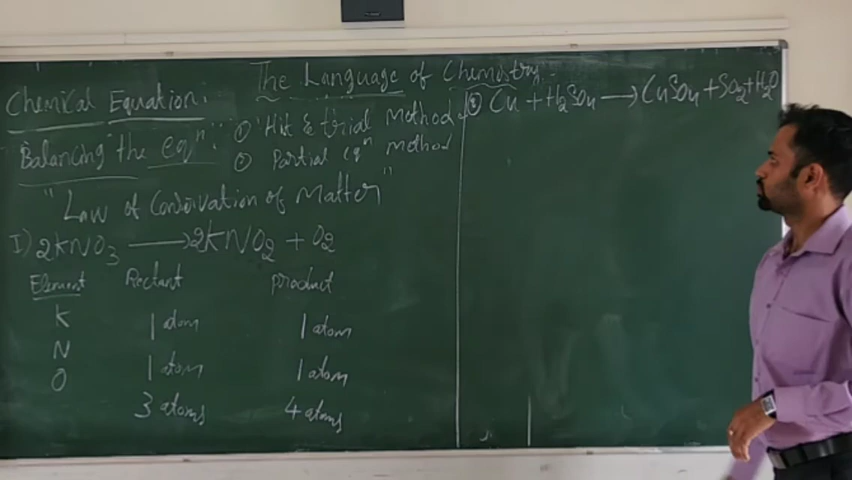 The Language of Chemistry.
Chemical Equation:
Balancing the eqⁿ:
① Hit & trial Method
② Partial eqⁿ method
"Law of Conservation of Matter"
I) 2KNO₃ → 2KNO₂ + O₂
Element Rectant product
K 1 atom 1 atom
N 1 atom 1 atom
O 3 atoms 4 atoms
② Cu + H₂SO₄ → CuSO₄ + SO₂ + H₂O